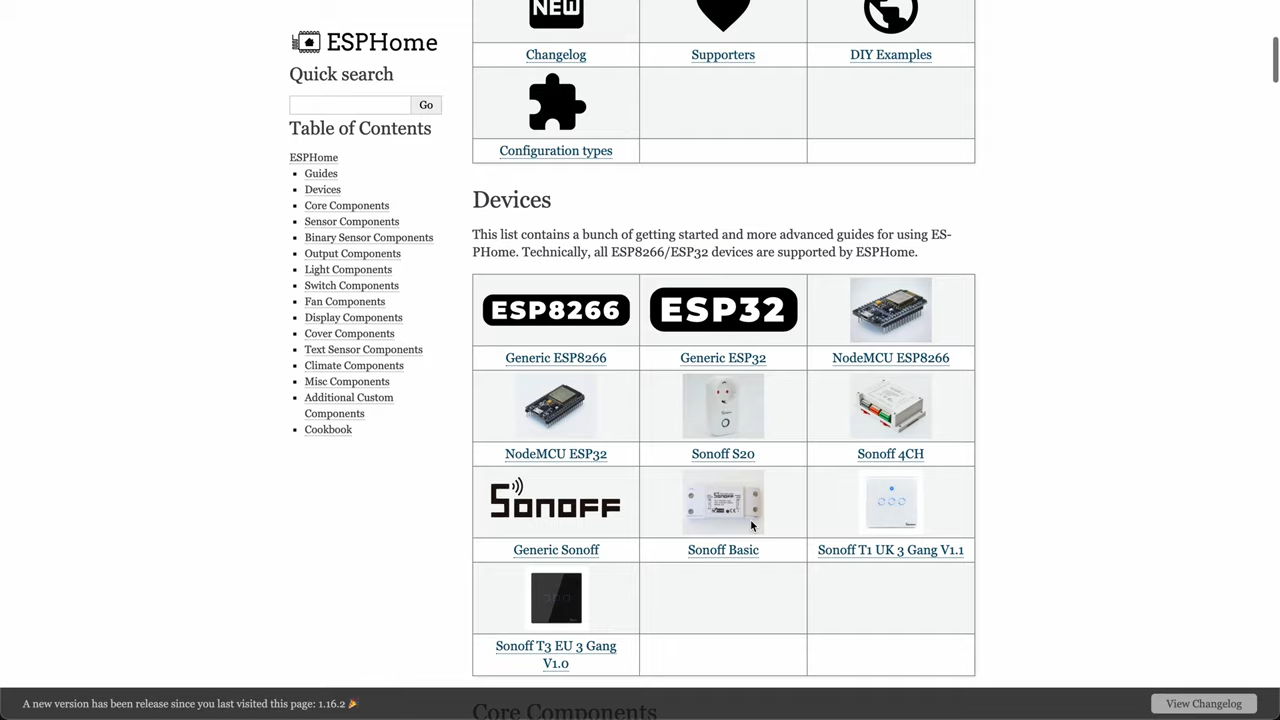 ESPHome
Quick search
Go
Table of Contents
ESPHome
Guides
Devices
Core Components
Sensor Components
Binary Sensor Components
Output Components
Light Components
Switch Components
Fan Components
Display Components
Cover Components
Text Sensor Components
Climate Components
Misc Components
Additional Custom
Components
Cookbook
NEW
Changelog
Supporters
DIY Examples
Configuration types
Devices
This list contains a bunch of getting started and more advanced guides for using ES-
PHome. Technically, all ESP8266/ESP32 devices are supported by ESPHome.
ESP8266
ESP32
Generic ESP8266
Generic ESP32
NodeMCU ESP8266
NodeMCU ESP32
Sonoff S20
Sonoff 4CH
SONOFF
SONOFF
Generic Sonoff
Sonoff Basic
Sonoff T1 UK 3 Gang V1.1
Sonoff T3 EU 3 Gang
V1.0
Core Components
A new version has been release since you last visited this page: 1.16.2 🎉
View Changelog